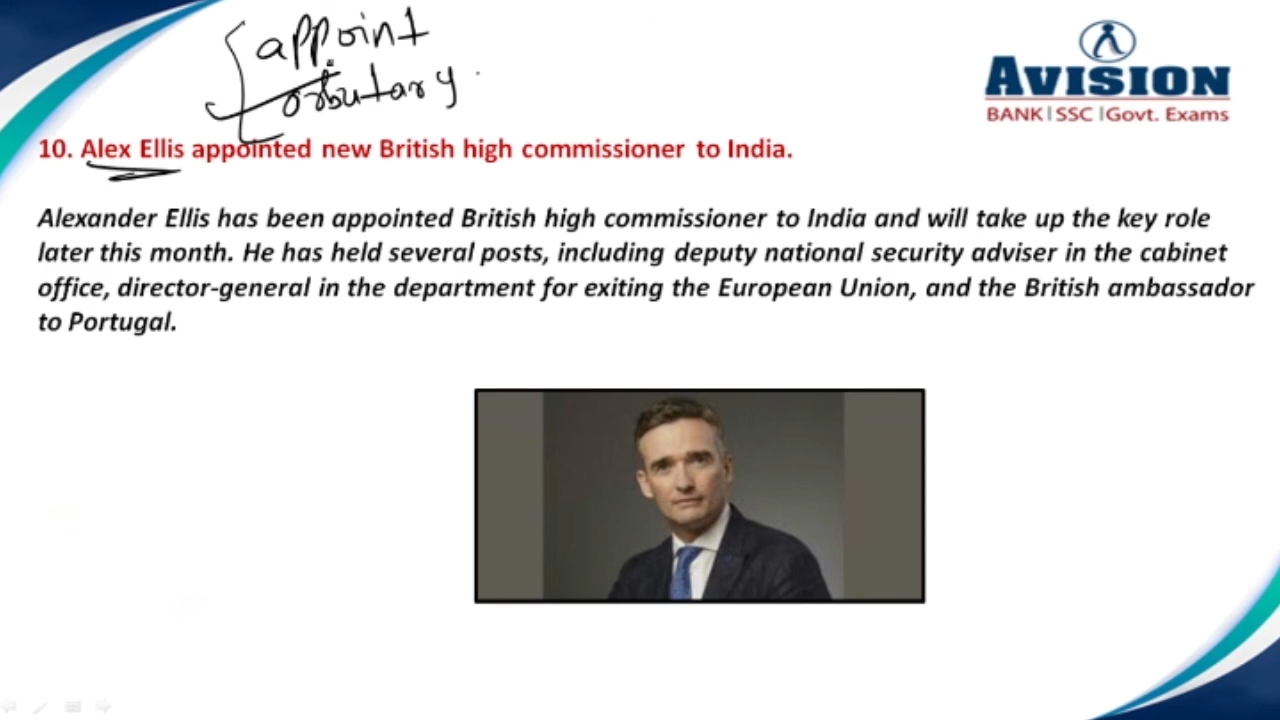 appoint
orbutary
AVISION
BANK|SSC|Govt. Exams
10. Alex Ellis appointed new British high commissioner to India.
Alexander Ellis has been appointed British high commissioner to India and will take up the key role
later this month. He has held several posts, including deputy national security adviser in the cabinet
office, director-general in the department for exiting the European Union, and the British ambassador
to Portugal.